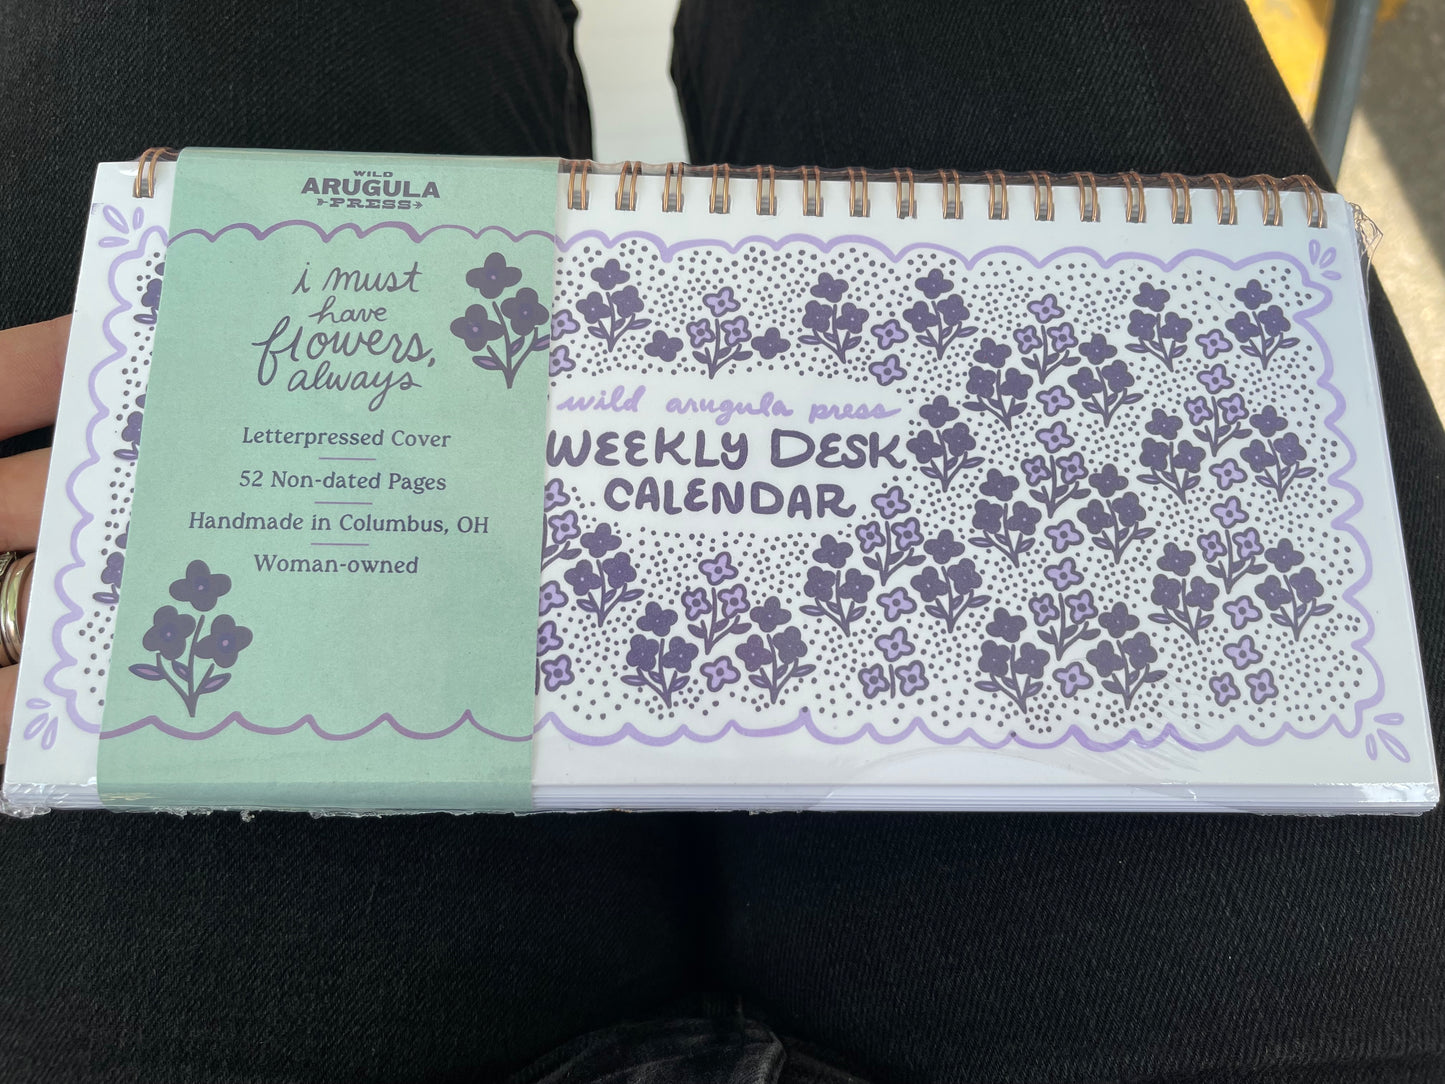 WILD
ARUGULA
PRESS
i must
have
flowers,
always
Letterpressed Cover
52 Non-dated Pages
Handmade in Columbus, OH
Woman-owned
wild arugula press
WEEKLY DESK
CALENDAR